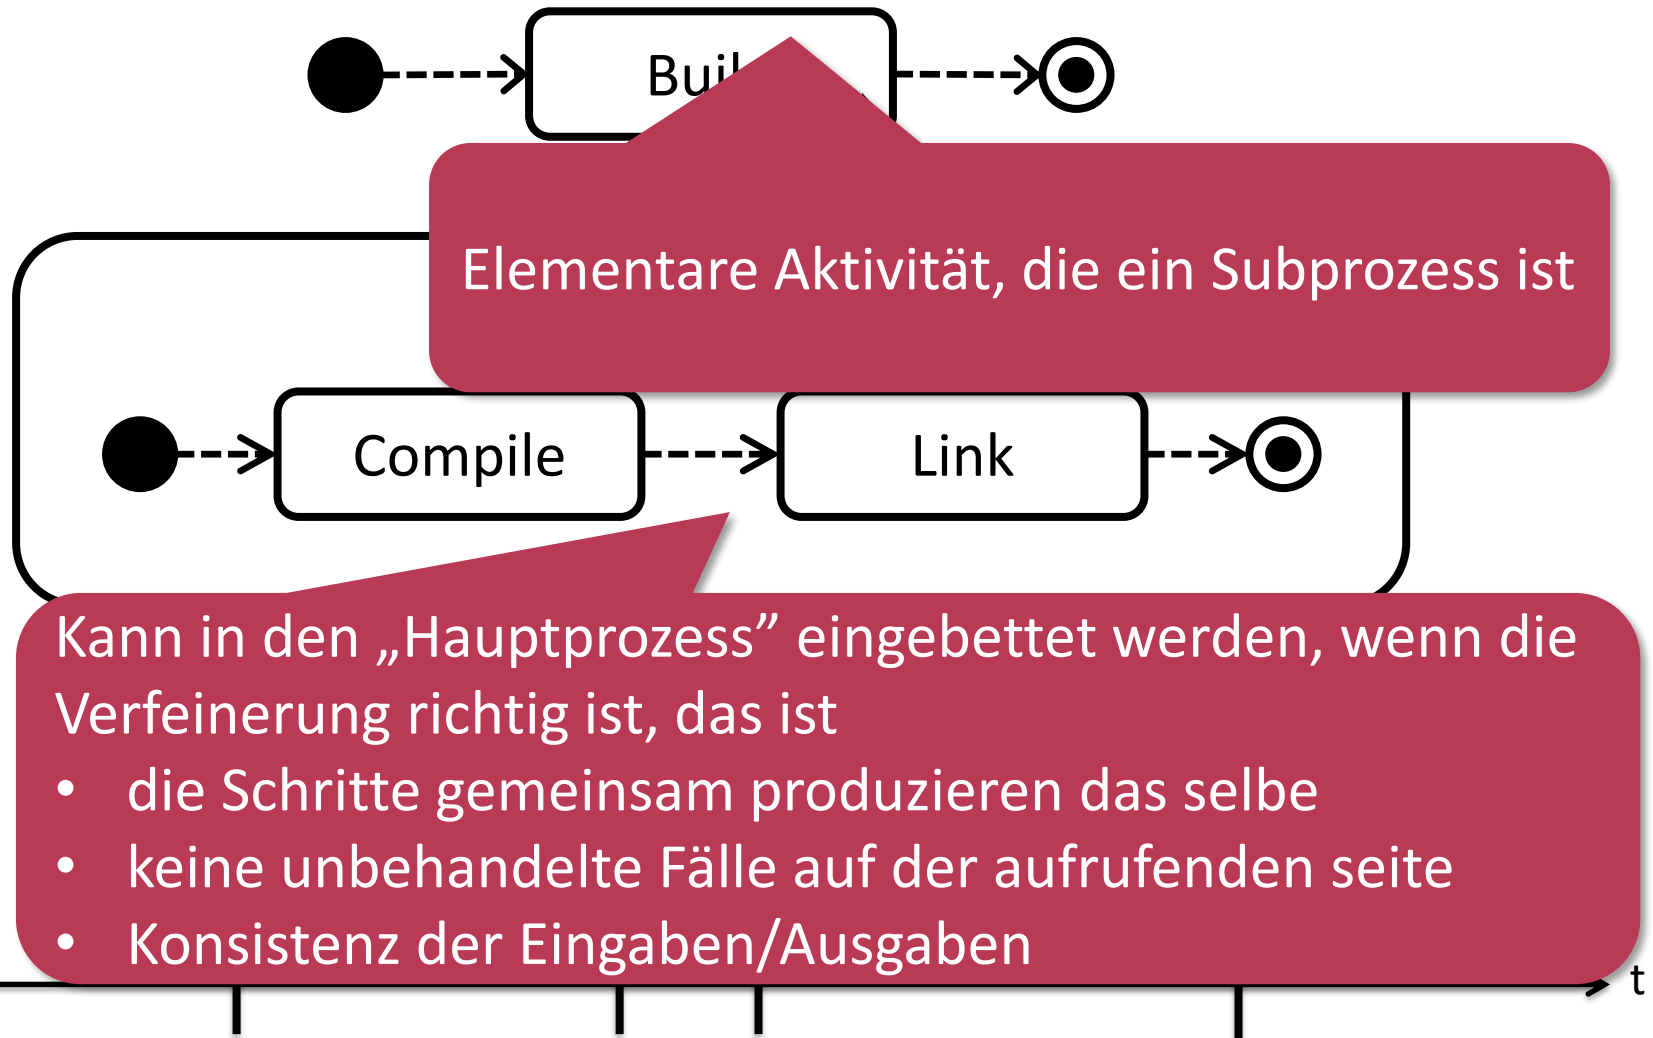 Elementare Aktivität, die ein Subprozess ist
Compile
Link
Kann in den „Hauptprozess” eingebettet werden, wenn die
Verfeinerung richtig ist, das ist
• die Schritte gemeinsam produzieren das selbe
• keine unbehandelte Fälle auf der aufrufenden seite
• Konsistenz der Eingaben/Ausgaben
t